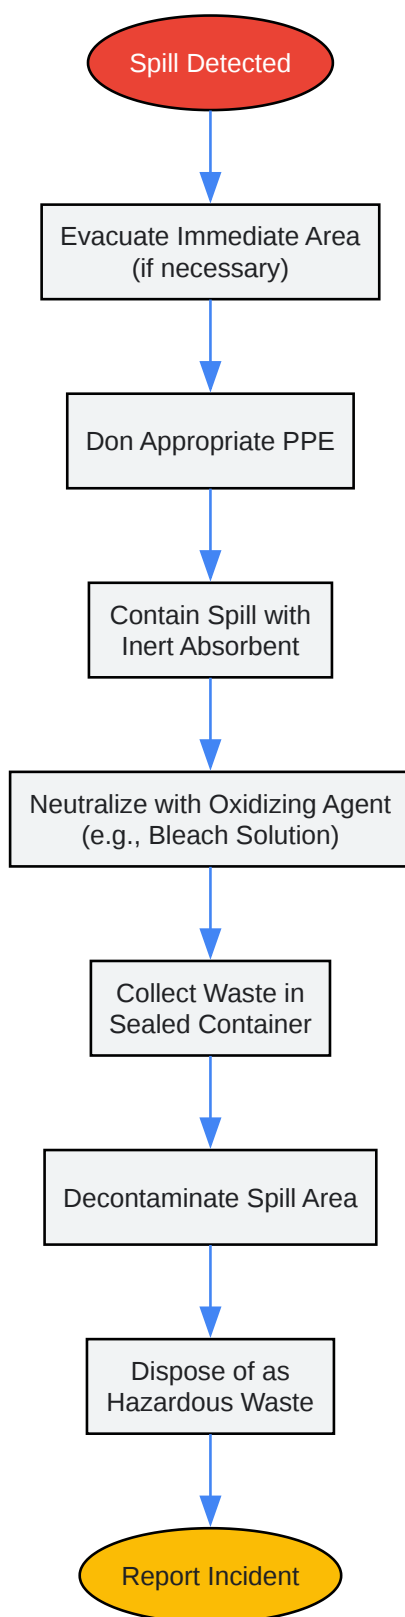 Spill Detected
Evacuate Immediate Area
(if necessary)
Don Appropriate PPE
Contain Spill with
Inert Absorbent
Neutralize with Oxidizing Agent
(e.g., Bleach Solution)
Collect Waste in
Sealed Container
Decontaminate Spill Area
Dispose of as
Hazardous Waste
Report Incident